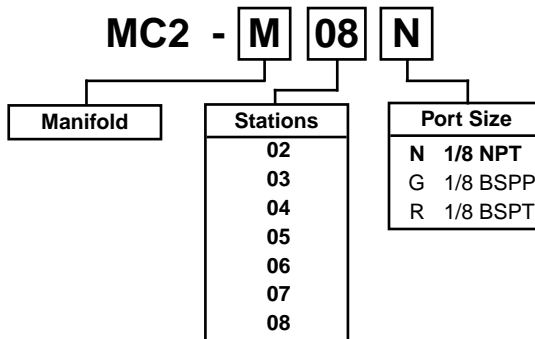 MC2 - M 08 N
Manifold
Stations
02
03
04
05
06
07
08
Port Size
N 1/8 NPT
G 1/8 BSPP
R 1/8 BSPT